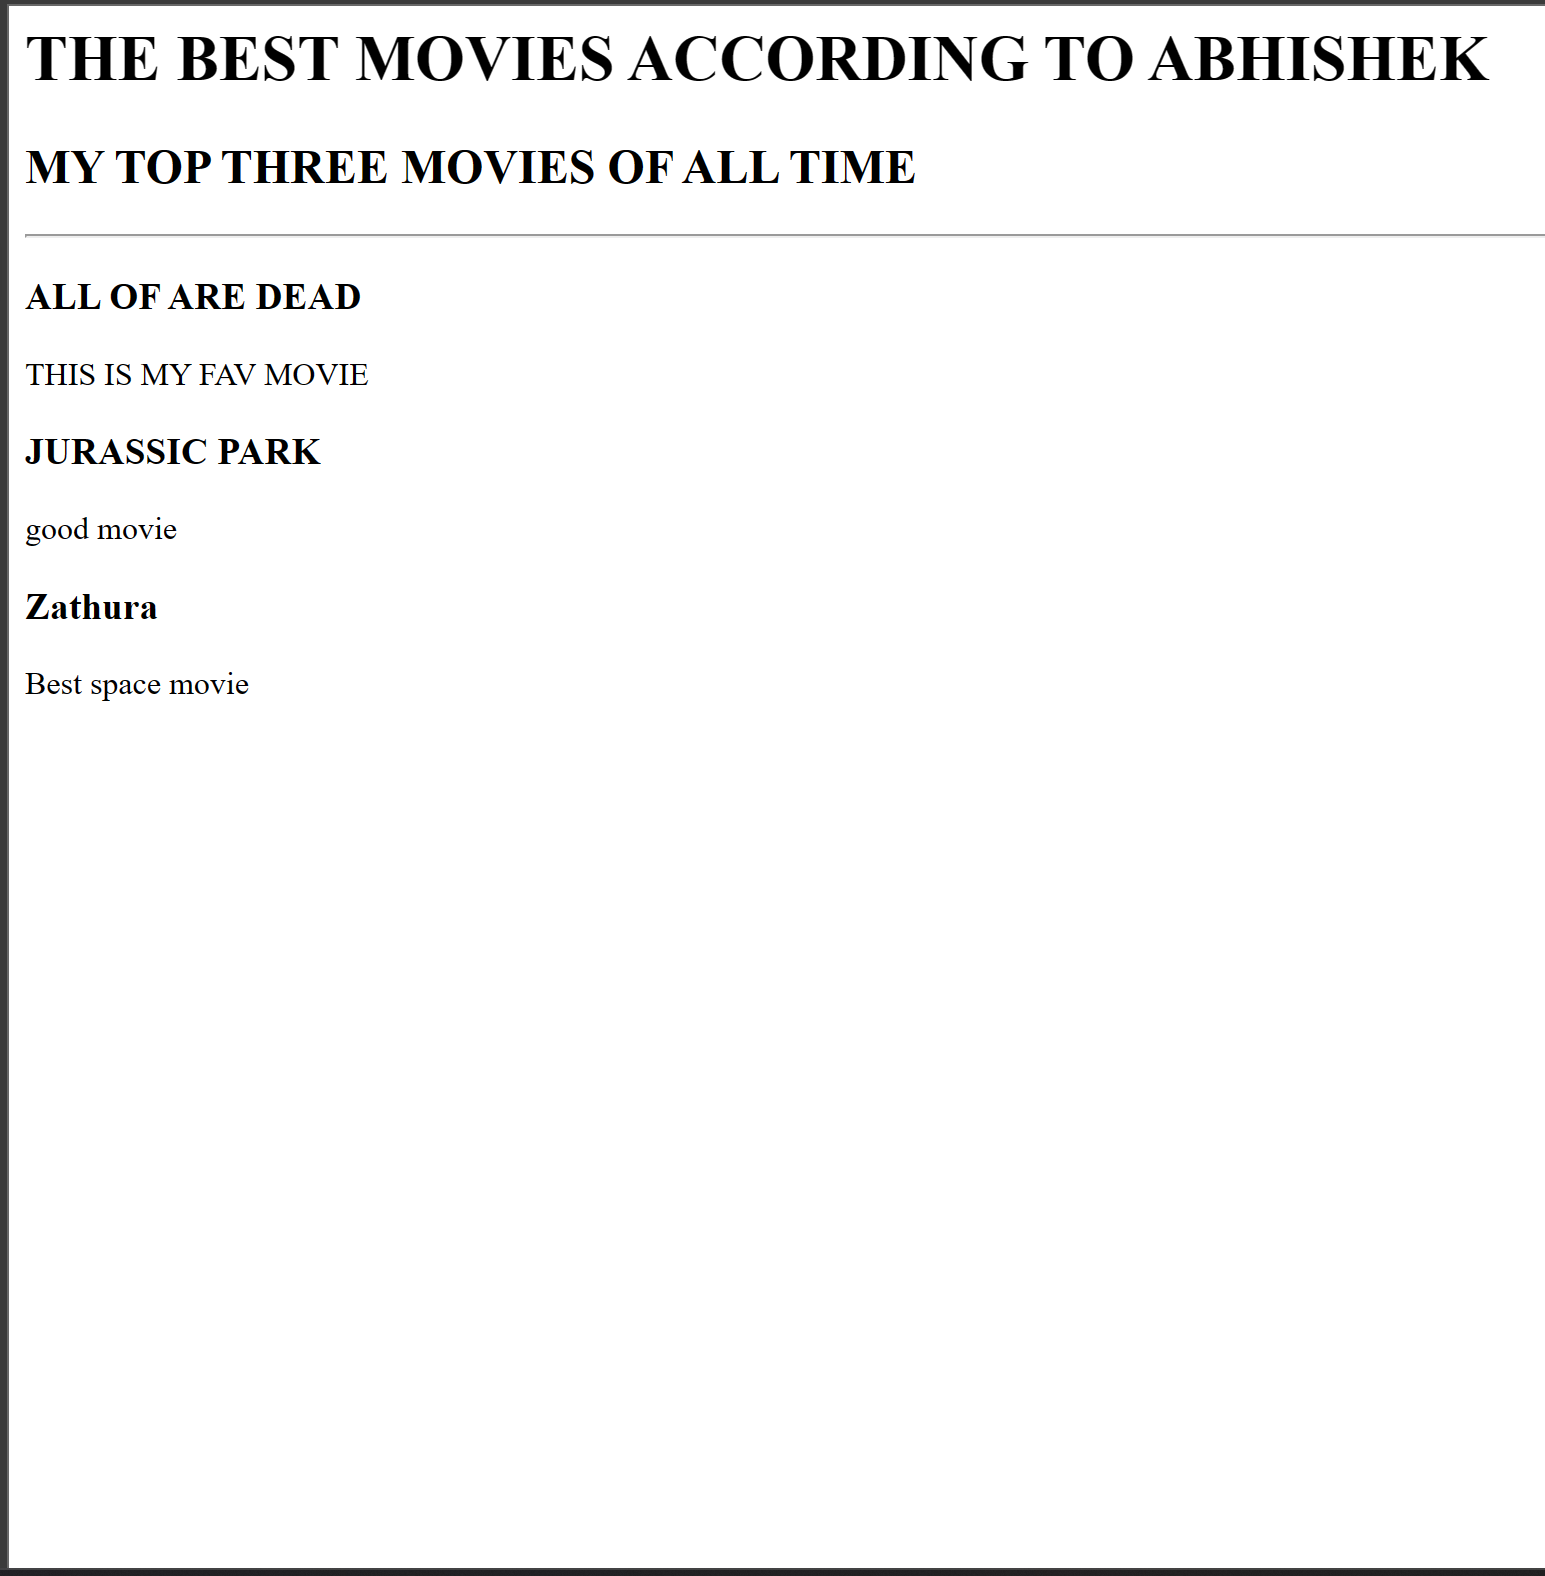 THE BEST MOVIES ACCORDING TO ABHISHEK
MY TOP THREE MOVIES OF ALL TIME
ALL OF ARE DEAD
THIS IS MY FAV MOVIE
JURASSIC PARK
good movie
Zathura
Best space movie